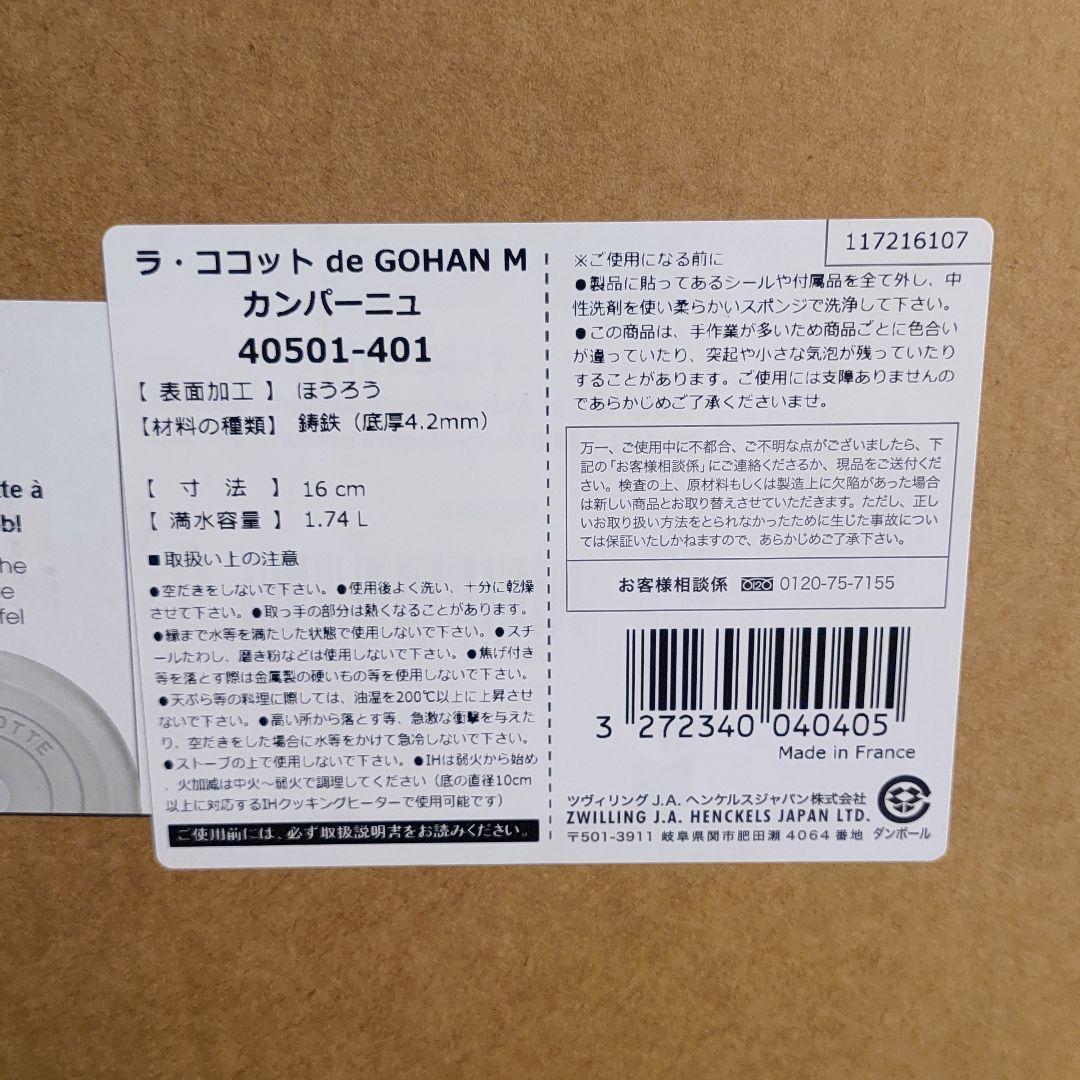 ラ・ココット de GOHAN M
カンパーニュ
40501-401
【 表面加工 】 ほうろう
【材料の種類】 鋳鉄（底厚4.2mm）
【 寸 法 】 16 cm
【 満水容量 】 1.74 L
■取扱い上の注意
●空だきをしないで下さい。●使用後よく洗い、十分に乾燥
させて下さい。●取っ手の部分は熱くなることがあります。
●縁まで水等を満たした状態で使用しないで下さい。●スチ
ールたわし、磨き粉などは使用しないで下さい。●焦げ付き
等を落とす際は金属製の硬いもの等を使用しないで下さい。
●天ぷら等の料理に際しては、油温を200℃以上に上昇させ
ないで下さい。●高い所から落とす等、急激な衝撃を与えた
り、空だきをした場合に水等をかけて急冷しないで下さい。
●ストーブの上で使用しないで下さい。●IHは弱火から始め
、火加減は中火～弱火で調理してください（底の直径10cm
以上に対応するIHクッキングヒーターで使用可能です）
ご使用前には、必ず取扱説明書をお読みください。
117216107
※ご使用になる前に
●製品に貼ってあるシールや付属品を全て外し、中
性洗剤を使い柔らかいスポンジで洗浄して下さい。
●この商品は、手作業が多いため商品ごとに色合い
が違っていたり、突起や小さな気泡が残っていたり
することがあります。ご使用には支障ありませんの
であらかじめご了承くださいませ。
万一、ご使用中に不都合、ご不明な点がございましたら、下
記の「お客様相談係」にご連絡くださるか、現品をご送付くだ
さい。検査の上、原材料もしくは製造上に欠陥があった場合
は新しい商品とお取り替えさせていただきます。ただし、正し
いお取り扱い方法をとられなかったために生じた事故につい
ては保証いたしかねますので、あらかじめご了承下さい。
お客様相談係 0120-75-7155
3 272340 040405
Made in France
ツヴィリング J.A. ヘンケルスジャパン株式会社
ZWILLING J.A. HENCKELS JAPAN LTD.
〒501-3911 岐阜県関市肥田瀬 4064 番地 ダンボール
te à
b!
he
e
fel
OTTE